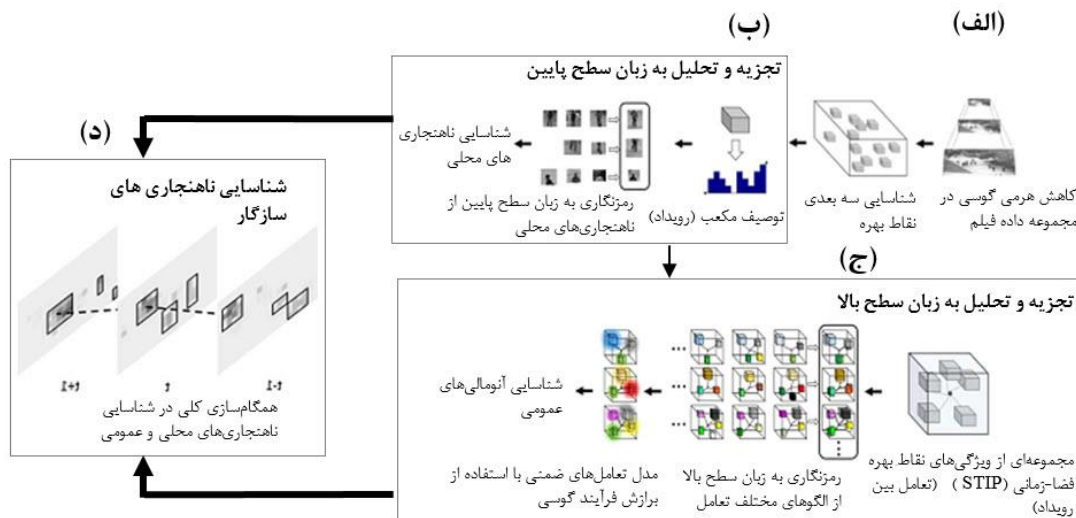 (الف)
(ب)
تجزیه و تحلیل به زبان سطح پایین
کاهش هرمی گوسی در
مجموعه داده فیلم
شناسایی سه بعدی
نقاط بهره
توصیف مکعب (رویداد)
رمزنگاری به زبان سطح پایین از
ناهنجاری‌های محلی
شناسایی ناهنجاری
های محلی
(ج)
تجزیه و تحلیل به زبان سطح بالا
مجموعه‌ای از ویژگی‌های نقاط بهره
فضا-زمانی (STIP ) (تعامل بین
رویداد)
...
...
...
رمزنگاری به زبان سطح بالا
از الگوهای مختلف تعامل
مدل تعامل‌های ضمنی با استفاده از
برازش فرآیند گوسی
شناسایی آنومالی‌های
عمومی
(د)
شناسایی ناهنجاری های
سازگار
t-1
t
t+1
همگام‌سازی کلی در شناسایی
ناهنجاری‌های محلی و عمومی